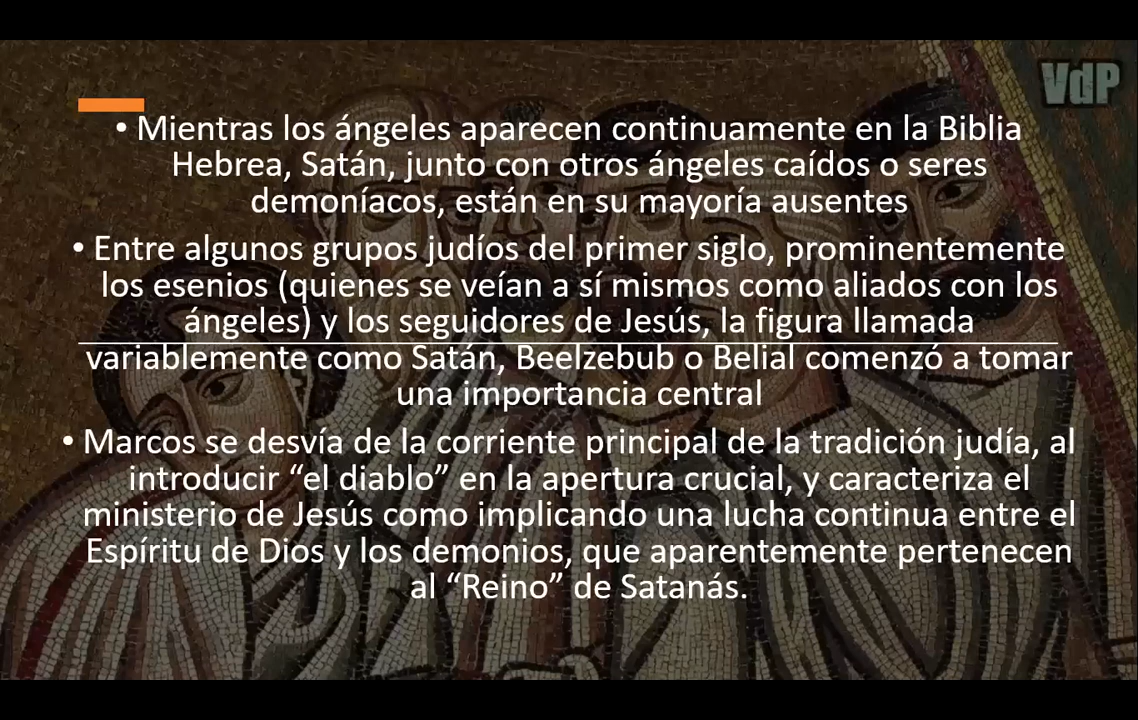 VdP
• Mientras los ángeles aparecen continuamente en la Biblia
Hebrea, Satán, junto con otros ángeles caídos o seres
demoníacos, están en su mayoría ausentes
• Entre algunos grupos judíos del primer siglo, prominentemente
los esenios (quienes se veían a sí mismos como aliados con los
ángeles) y los seguidores de Jesús, la figura llamada
variablemente como Satán, Beelzebub o Belial comenzó a tomar
una importancia central
• Marcos se desvía de la corriente principal de la tradición judía, al
introducir “el diablo” en la apertura crucial, y caracteriza el
ministerio de Jesús como implicando una lucha continua entre el
Espíritu de Dios y los demonios, que aparentemente pertenecen
al “Reino” de Satanás.